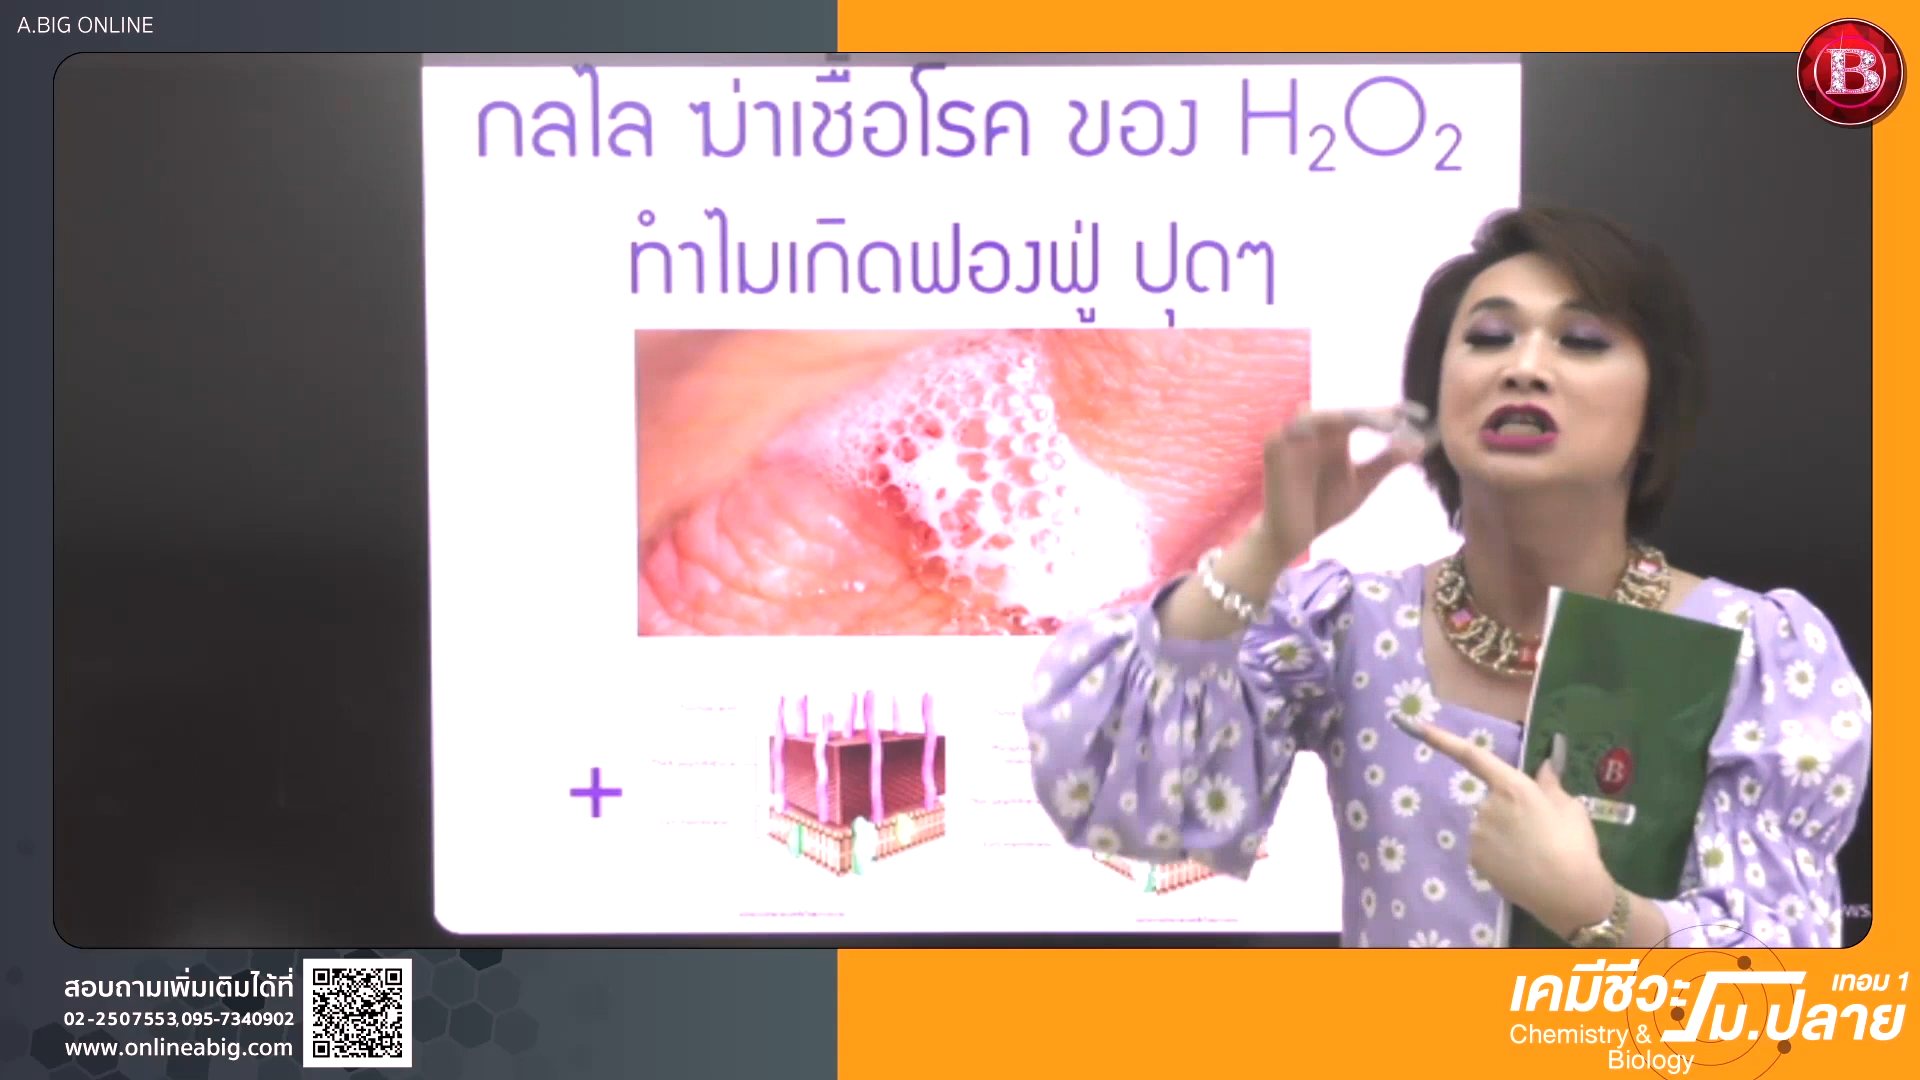 A.BIG ONLINE
B
กลไล ฆ่าเชื้อโรค ของ H₂O₂
ทำไมเกิดฟองฟู่ ปุดๆ
+
B
สอบถามเพิ่มเติมได้ที่
02-2507553,095-7340902
www.onlineabig.com
เคมีชีวะ ม.ปลาย เทอม 1
Chemistry &
Biology